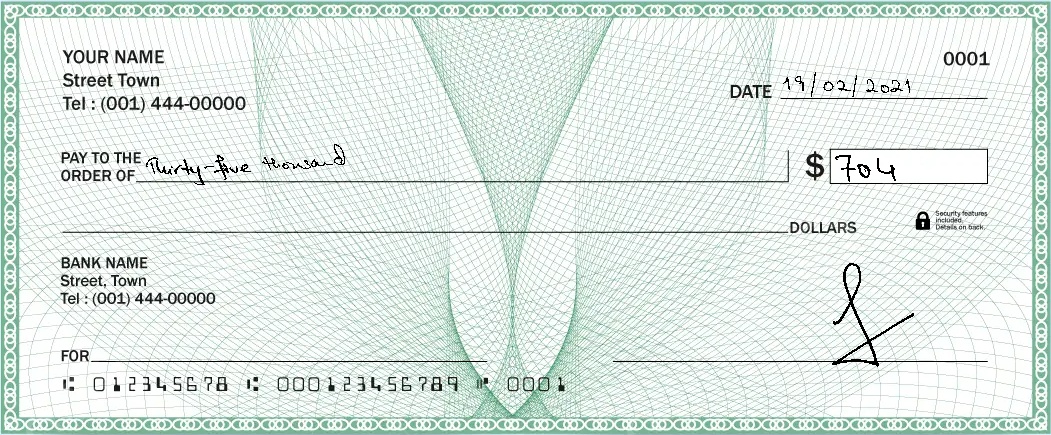 YOUR NAME
0001
Street Town
Tel : (001) 444-00000
DATE 19/02/2021
PAY TO THE
ORDER OF Thirty-five thousand
$ 704
Security features
included.
Details on back.
DOLLARS
BANK NAME
Street, Town
Tel : (001) 444-00000
FOR
⑆ 012345678 ⑆ 000123456789 ⑈ 0001